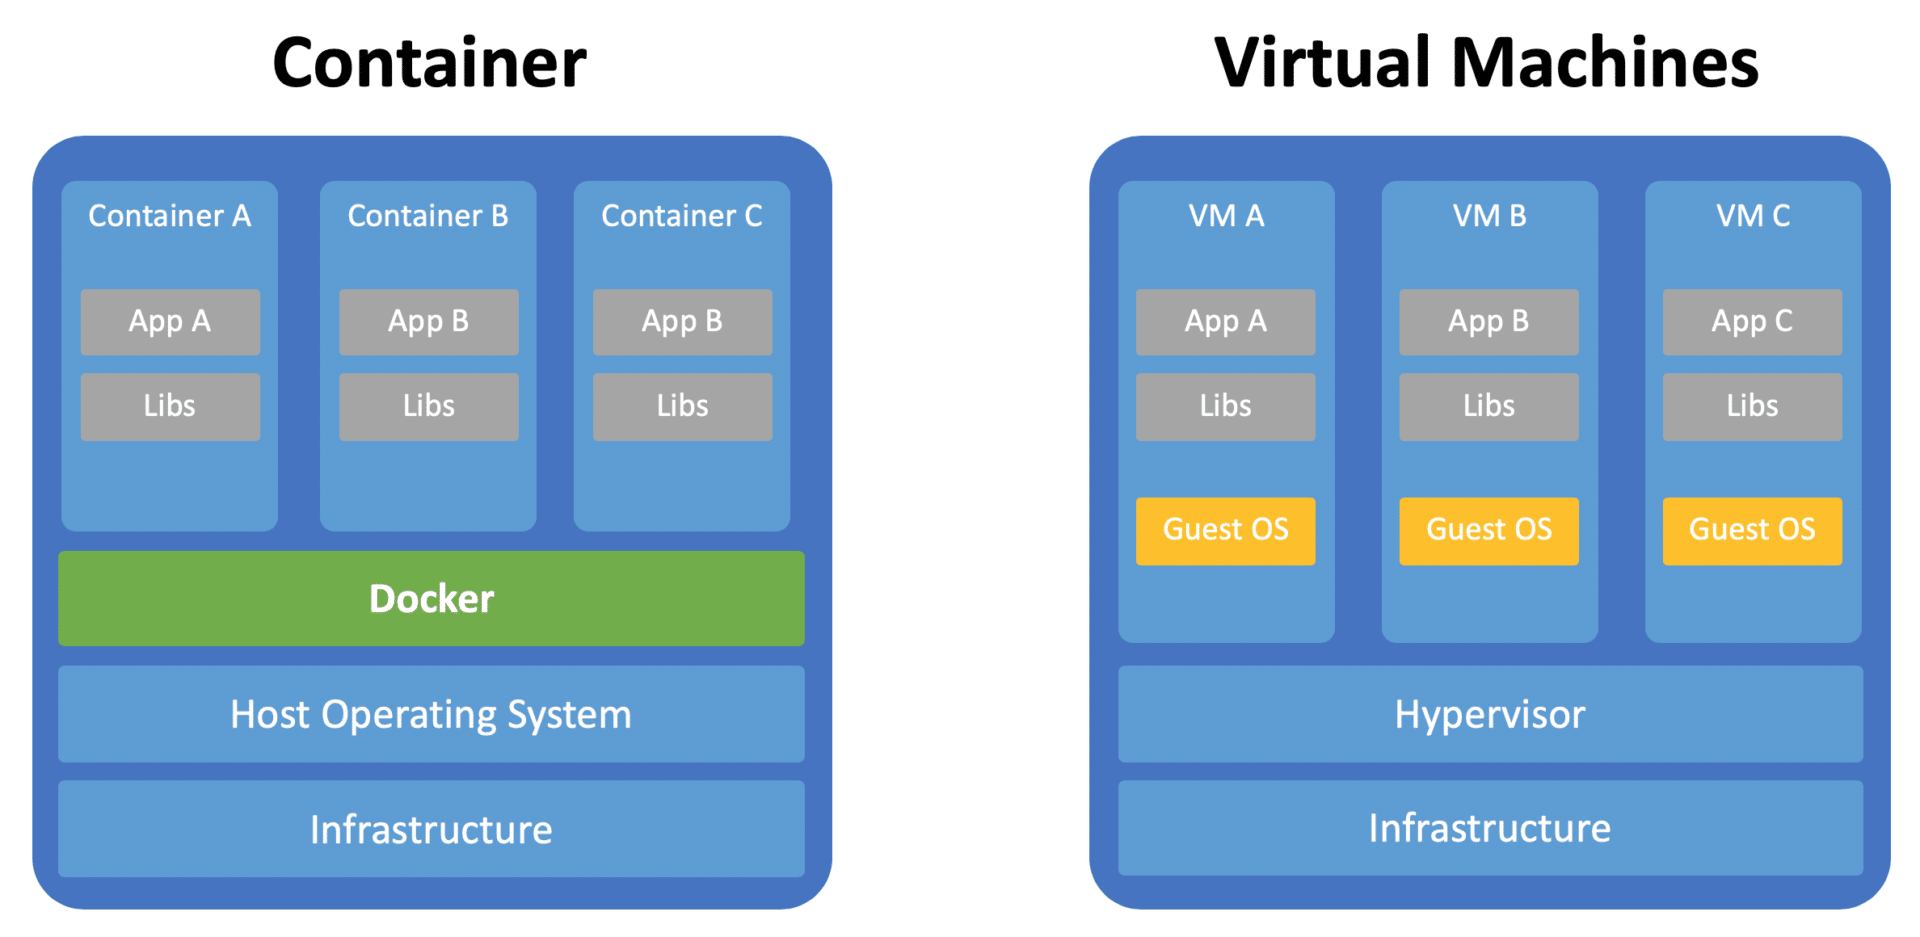 Container
Container A
Container B
Container C
App A
App B
App B
Libs
Libs
Libs
Docker
Host Operating System
Infrastructure
Virtual Machines
VM A
VM B
VM C
App A
App B
App C
Libs
Libs
Libs
Guest OS
Guest OS
Guest OS
Hypervisor
Infrastructure